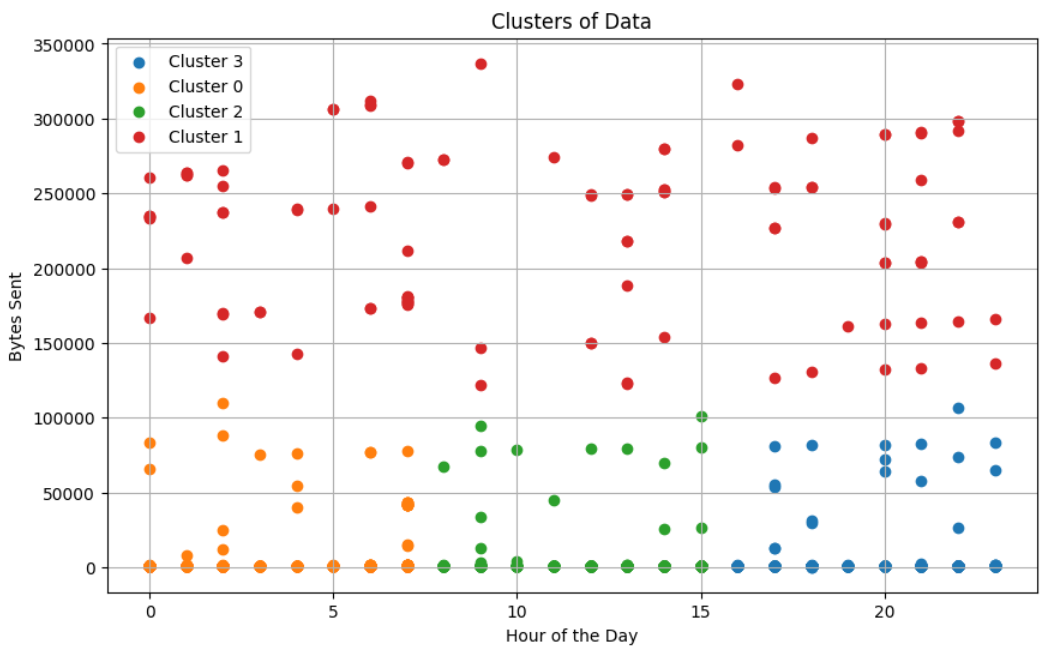 Clusters of Data
Cluster 3
Cluster 0
Cluster 2
Cluster 1
Bytes Sent
350000
300000
250000
200000
150000
100000
50000
0
0 5 10 15 20
Hour of the Day